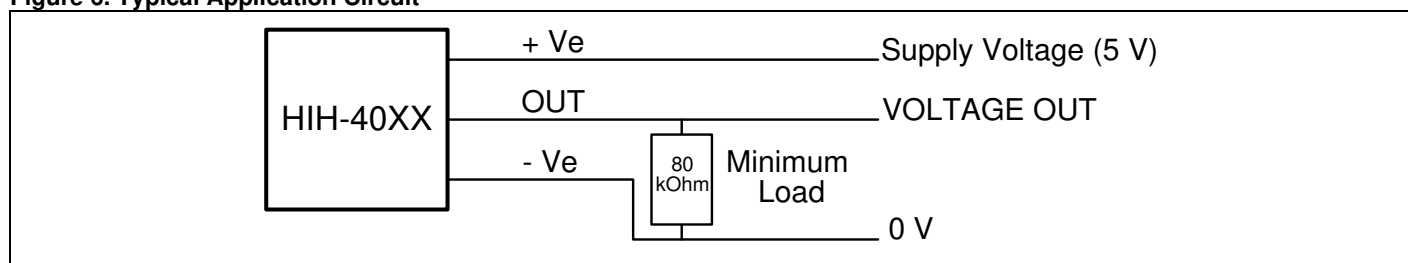 Figure 6. Typical Application Circuit
+ Ve
Supply Voltage (5 V)
OUT
VOLTAGE OUT
HIH-40XX
- Ve
80
kOhm
Minimum
Load
0 V